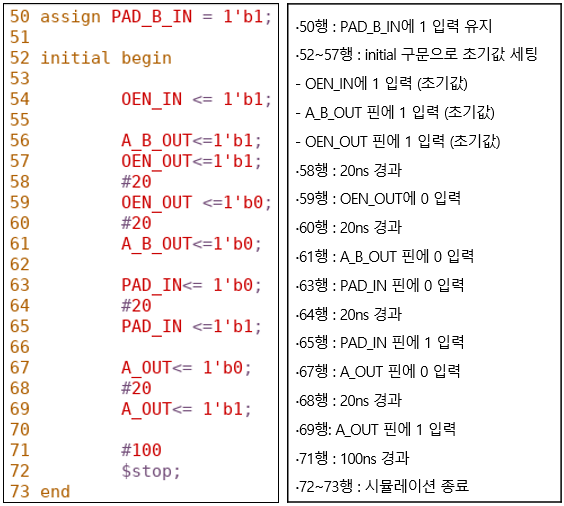 50 assign PAD_B_IN = 1'b1;
51
52 initial begin
53
54 OEN_IN <= 1'b1;
55
56 A_B_OUT<=1'b1;
57 OEN_OUT<=1'b1;
58 #20
59 OEN_OUT <=1'b0;
60 #20
61 A_B_OUT<=1'b0;
62
63 PAD_IN<= 1'b0;
64 #20
65 PAD_IN <=1'b1;
66
67 A_OUT<= 1'b0;
68 #20
69 A_OUT<= 1'b1;
70
71 #100
72 $stop;
73 end
·50행 : PAD_B_IN에 1 입력 유지
·52~57행 : initial 구문으로 초기값 세팅
- OEN_IN에 1 입력 (초기값)
- A_B_OUT 핀에 1 입력 (초기값)
- OEN_OUT 핀에 1 입력 (초기값)
·58행 : 20ns 경과
·59행 : OEN_OUT에 0 입력
·60행 : 20ns 경과
·61행 : A_B_OUT 핀에 0 입력
·63행 : PAD_IN 핀에 0 입력
·64행 : 20ns 경과
·65행 : PAD_IN 핀에 1 입력
·67행 : A_OUT 핀에 0 입력
·68행 : 20ns 경과
·69행: A_OUT 핀에 1 입력
·71행 : 100ns 경과
·72~73행 : 시뮬레이션 종료